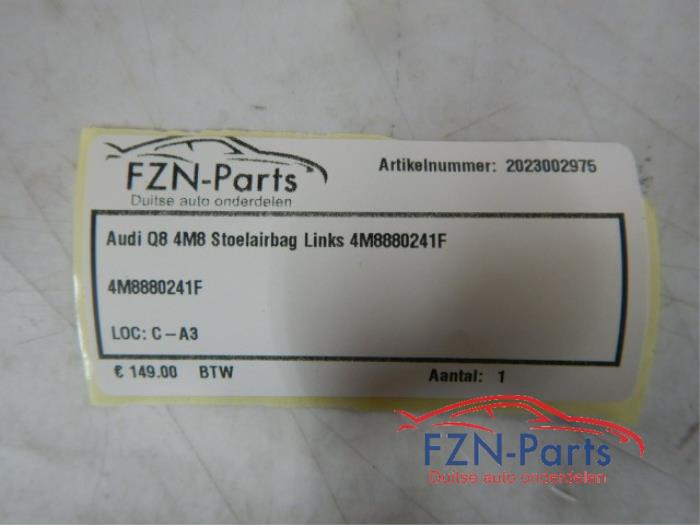 FZN-Parts
Duitse auto onderdelen
Artikelnummer: 2023002975
Audi Q8 4M8 Stoelairbag Links 4M8880241F
4M8880241F
LOC: C-A3
€ 149.00 BTW
Aantal: 1
FZN-Parts
Duitse auto onderdelen